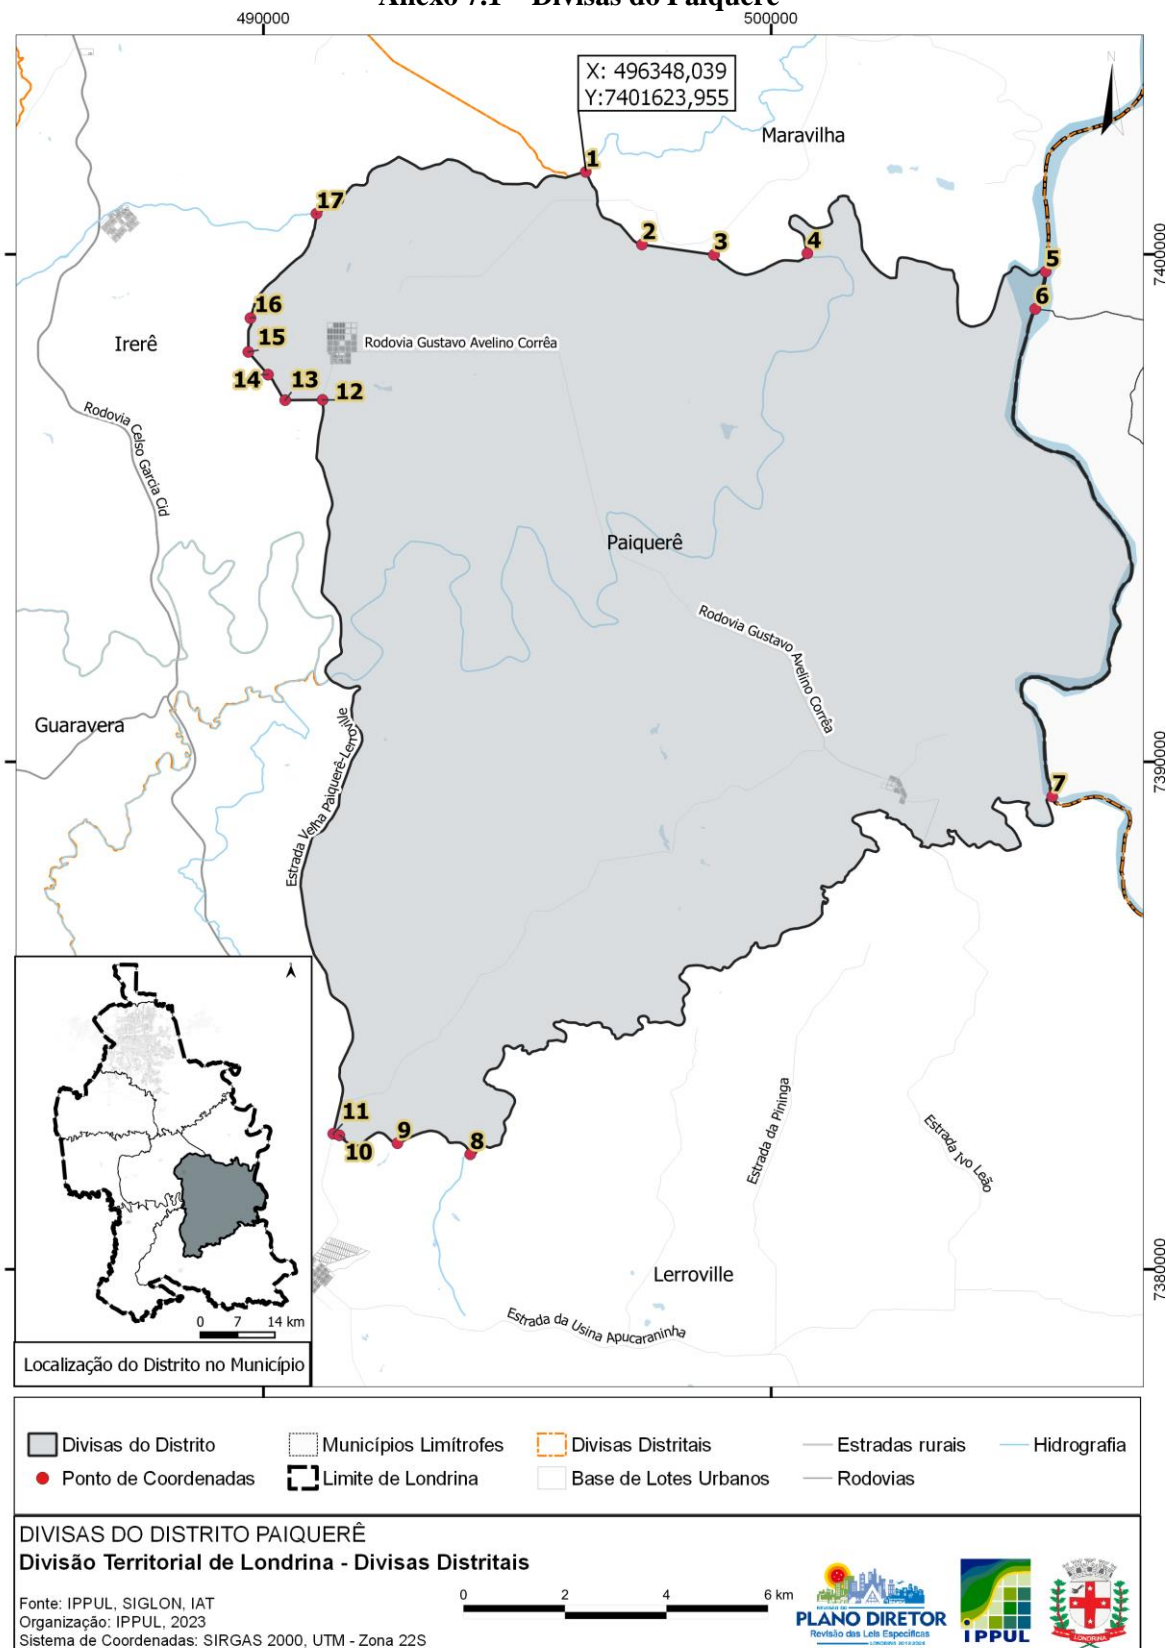 Anexo 7.1 – Divisas do Paiquerê
490000
500000
X: 496348,039
Y:7401623,955
Maravilha
1
17
2
3
4
5
6
7400000
16
15
14
13
12
Irerê
Rodovia Gustavo Avelino Corrêa
Rodovia Celso Garcia Cid
Paiquerê
Rodovia Gustavo Avelino Corrêa
Guaravera
Estrada Velha Paiquerê-Lerroville
7390000
7
11
10
9
8
Estrada da Pininga
Estrada Ivo Leão
Lerroville
7380000
Estrada da Usina Apucaraninha
0 7 14 km
Localização do Distrito no Município
Divisas do Distrito
Municípios Limítrofes
Divisas Distritais
Estradas rurais
Hidrografia
Ponto de Coordenadas
Limite de Londrina
Base de Lotes Urbanos
Rodovias
DIVISAS DO DISTRITO PAIQUERÊ
Divisão Territorial de Londrina - Divisas Distritais
Fonte: IPPUL, SIGLON, IAT
Organização: IPPUL, 2023
Sistema de Coordenadas: SIRGAS 2000, UTM - Zona 22S
0 2 4 6 km
N
PLANO DIRETOR
Revisão das Leis Específicas
IPPUL
LONDRINA